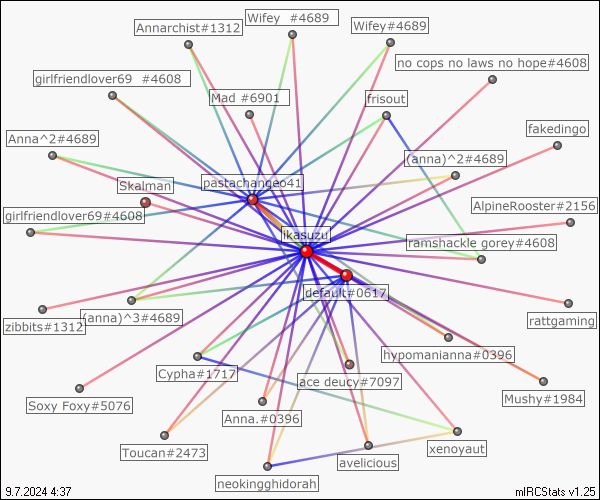 Wifey #4689
Annarchist#1312
Wifey#4689
no cops no laws no hope#4608
girlfriendlover69 #4608
Mad #6901
frisout
fakedingo
Anna^2#4689
(anna)^2#4689
Skalman
pastachangeo41
AlpineRooster#2156
girlfriendlover69#4608
ikasuzu
ramshackle gorey#4608
default#0617
zibbits#1312
(anna)^3#4689
rattgaming
hypomanianna#0396
Cypha#1717
ace deucy#7097
Mushy#1984
Soxy Foxy#5076
Anna.#0396
Toucan#2473
xenoyaut
avelicious
neokingghidorah
9.7.2024 4:37
mIRCStats v1.25